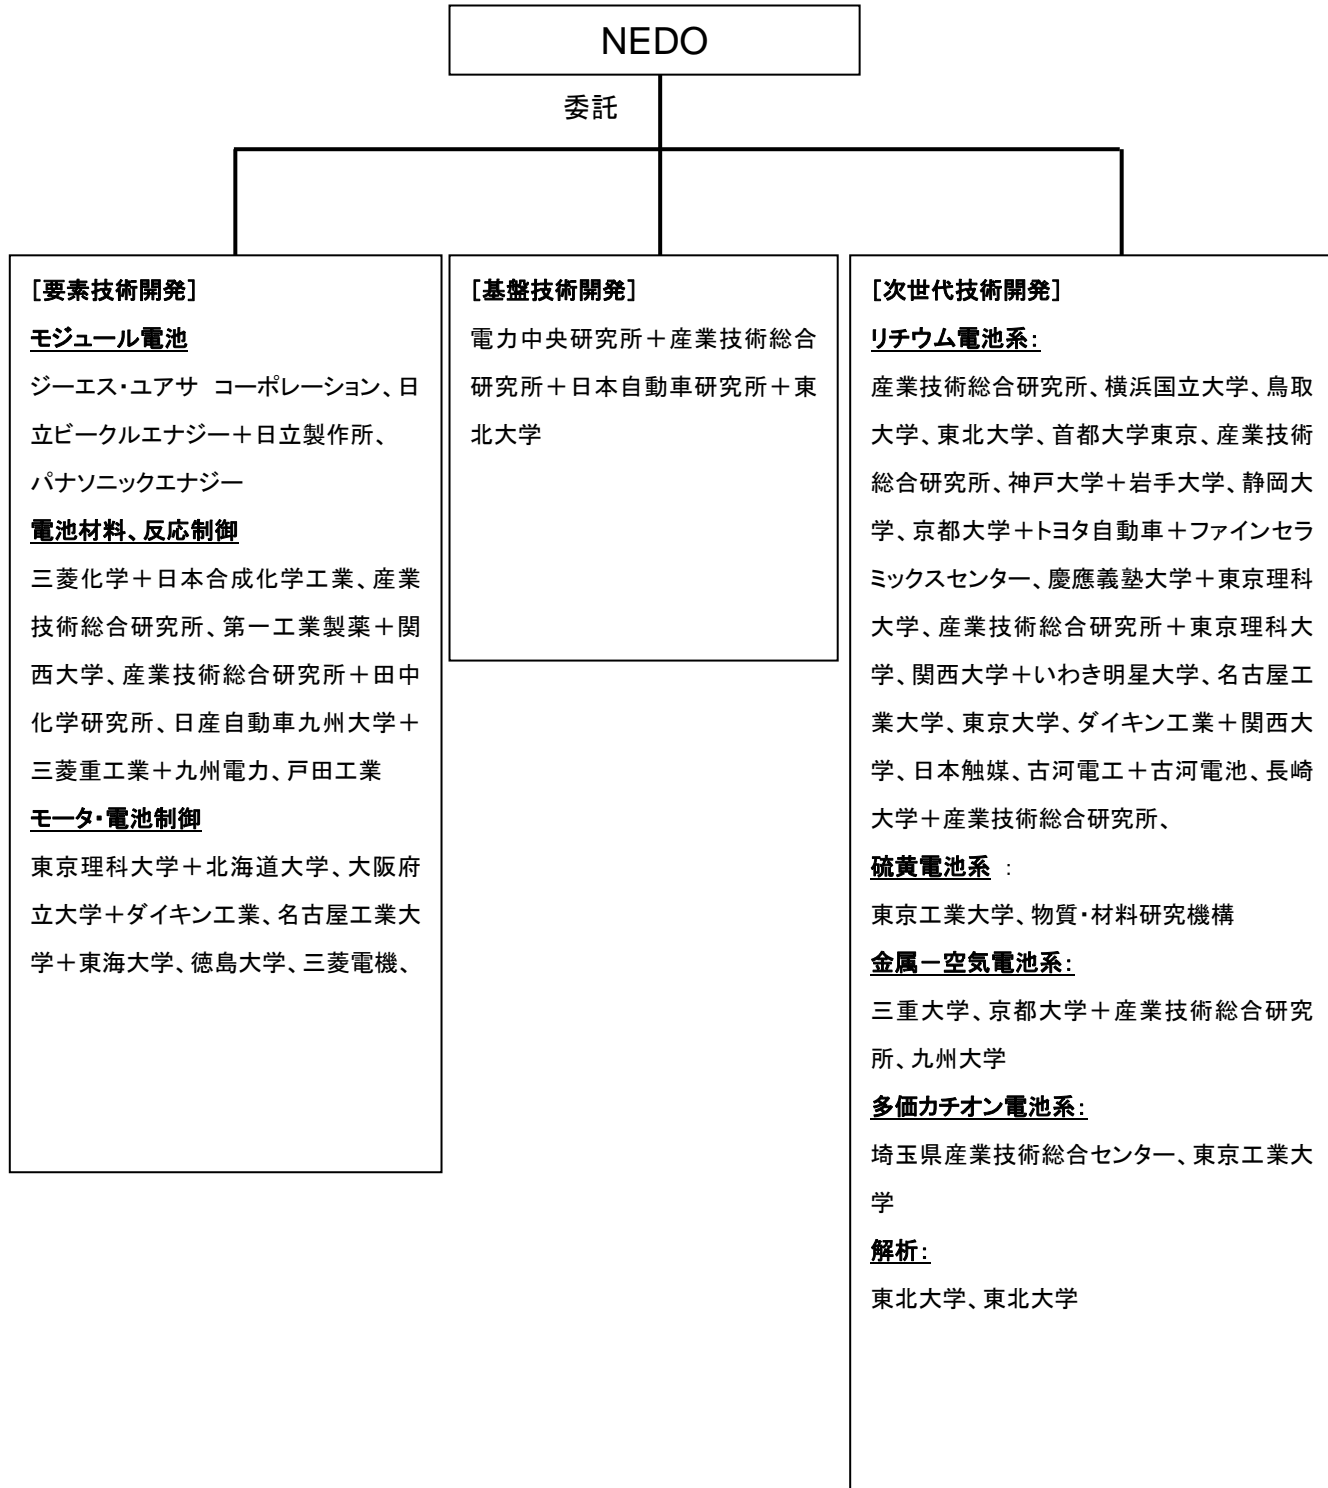 NEDO
委託
［要素技術開発］
モジュール電池
ジーエス・ユアサ　コーポレーション、日
立ビークルエナジー＋日立製作所、
パナソニックエナジー
電池材料、反応制御
三菱化学＋日本合成化学工業、産業
技術総合研究所、第一工業製薬＋関
西大学、産業技術総合研究所＋田中
化学研究所、日産自動車九州大学＋
三菱重工業＋九州電力、戸田工業
モータ・電池制御
東京理科大学＋北海道大学、大阪府
立大学＋ダイキン工業、名古屋工業大
学＋東海大学、徳島大学、三菱電機、
［基盤技術開発］
電力中央研究所＋産業技術総合
研究所＋日本自動車研究所＋東
北大学
［次世代技術開発］
リチウム電池系：
産業技術総合研究所、横浜国立大学、鳥取
大学、東北大学、首都大学東京、産業技術
総合研究所、神戸大学＋岩手大学、静岡大
学、京都大学＋トヨタ自動車＋ファインセラ
ミックスセンター、慶應義塾大学＋東京理科
大学、産業技術総合研究所＋東京理科大
学、関西大学＋いわき明星大学、名古屋工
業大学、東京大学、ダイキン工業＋関西大
学、日本触媒、古河電工＋古河電池、長崎
大学＋産業技術総合研究所、
硫黄電池系　：
東京工業大学、物質・材料研究機構
金属－空気電池系：
三重大学、京都大学＋産業技術総合研究
所、九州大学
多価カチオン電池系：
埼玉県産業技術総合センター、東京工業大
学
解析：
東北大学、東北大学